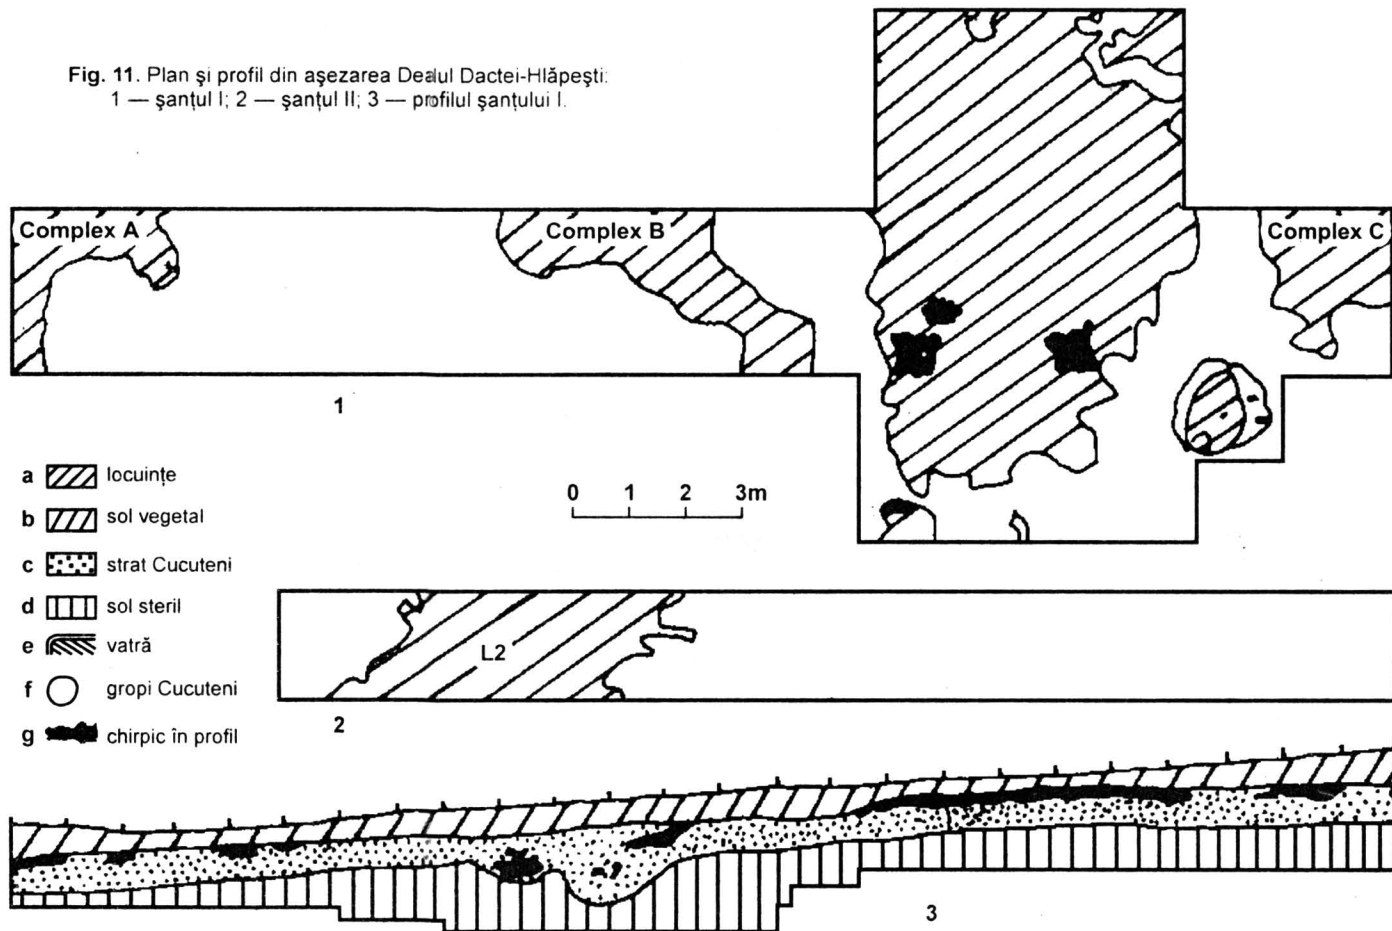 Fig. 11. Plan şi profil din aşezarea Dealul Dactei-Hlăpeşti:
1 — şanţul I; 2 — şanţul II; 3 — profilul şanţului I.
Complex A
Complex B
Complex C
1
a locuinţe
b sol vegetal
c strat Cucuteni
d sol steril
e vatră
f gropi Cucuteni
g chirpic în profil
0 1 2 3m
L2
2
3